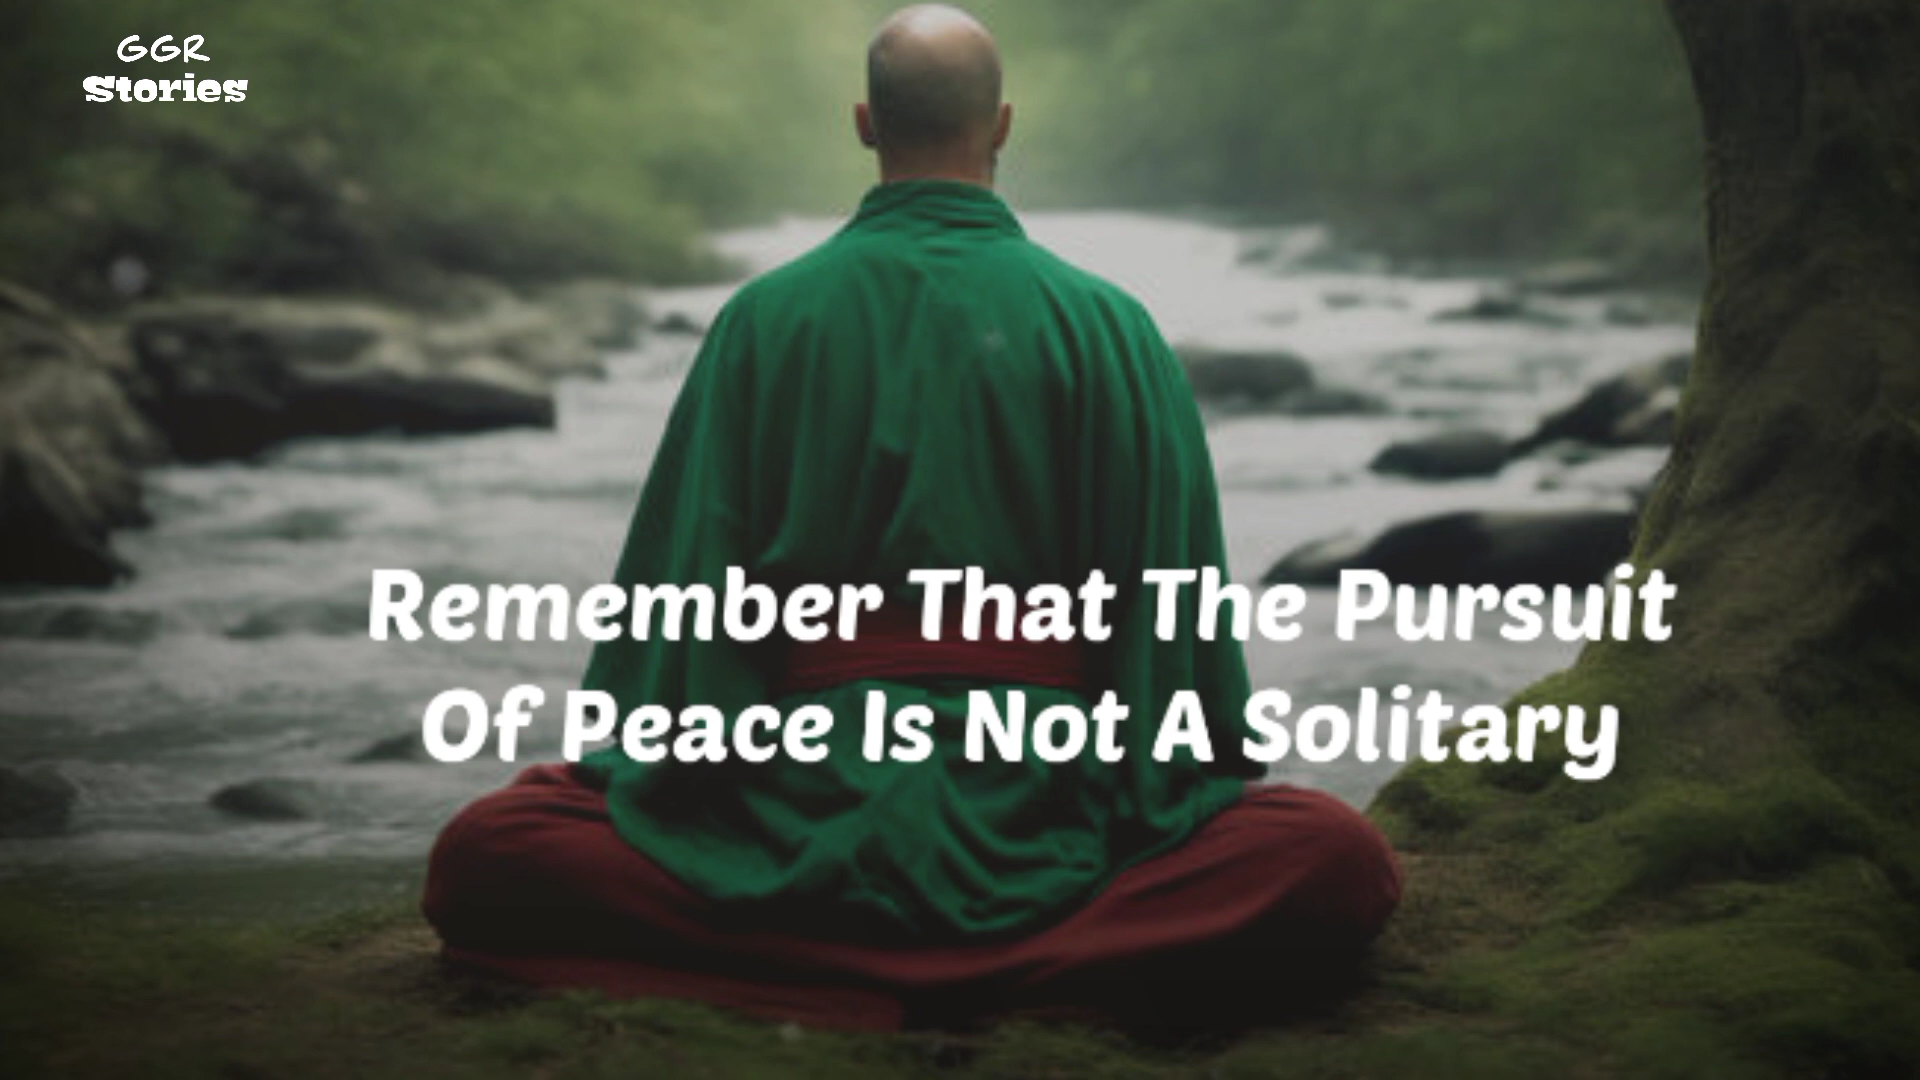 GGR
Stories
Remember That The Pursuit
Of Peace Is Not A Solitary